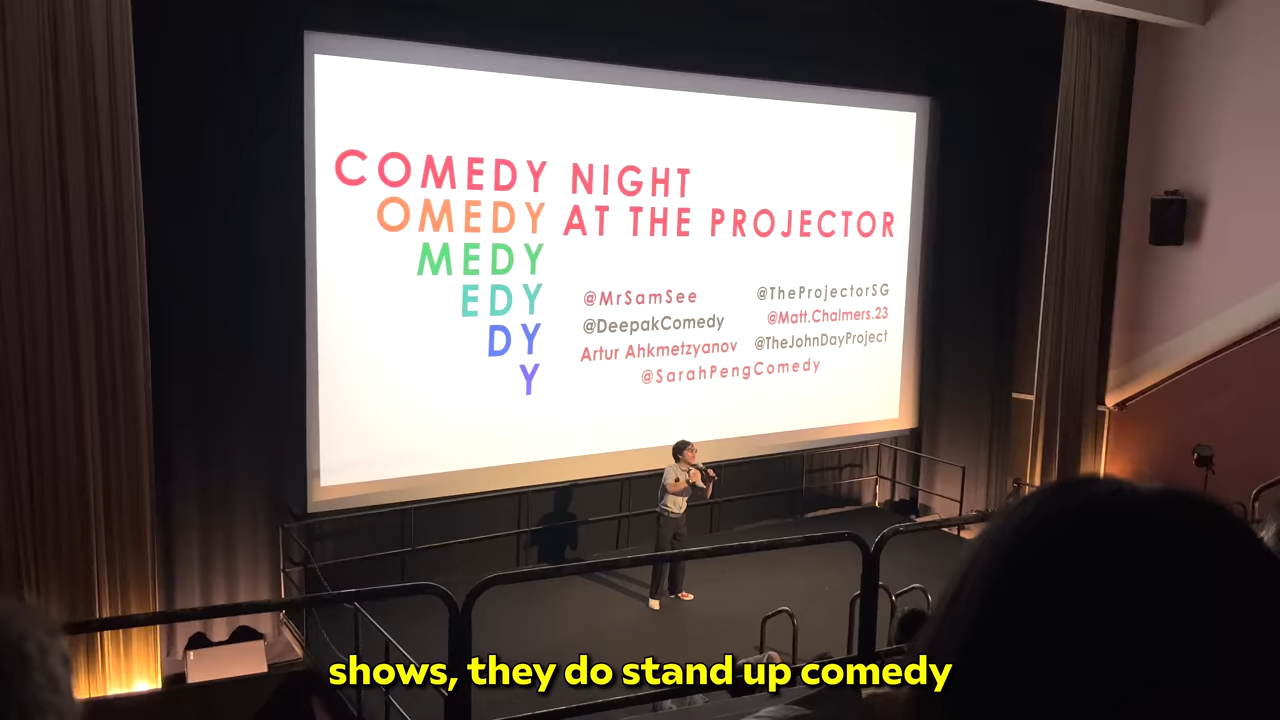 COMEDY NIGHT
OMEDY AT THE PROJECTOR
MEDY
EDY
DY
Y
@MrSamSee
@DeepakComedy
Artur Ahkmetzyanov
@TheProjectorSG
@Matt.Chalmers.23
@TheJohnDayProject
@SarahPengComedy
shows, they do stand up comedy